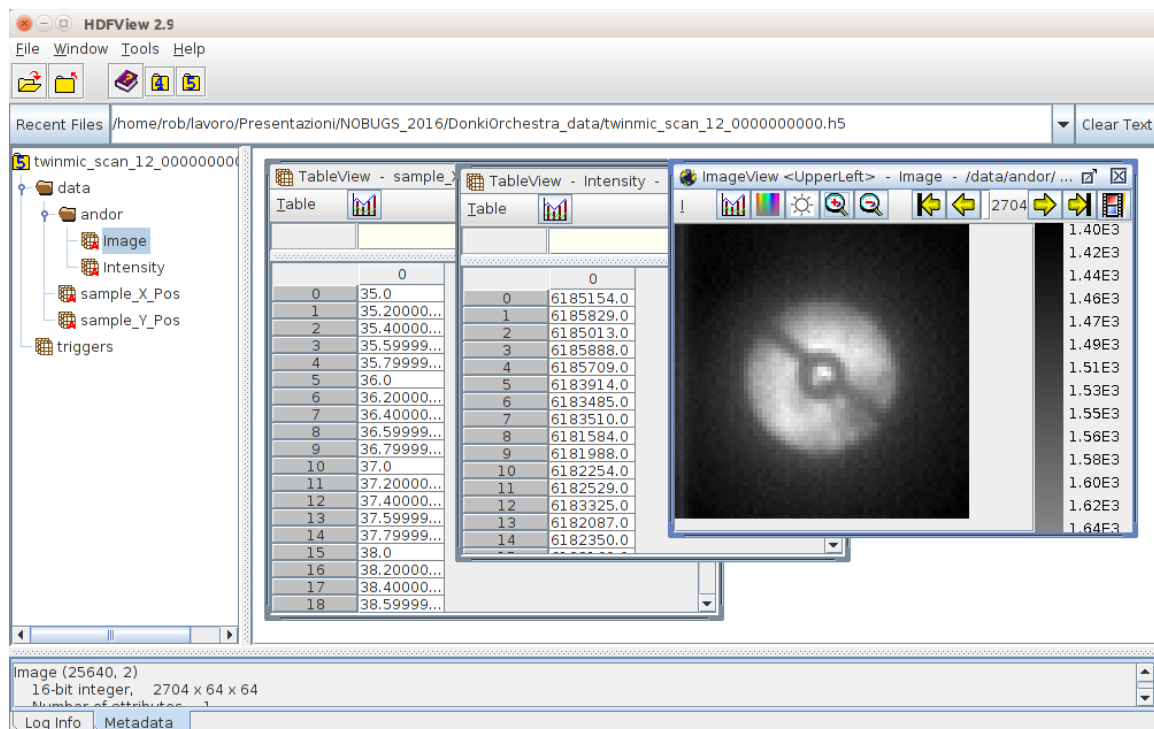 HDFView 2.9
File Window Tools Help
4 5
Recent Files /home/rob/lavoro/Presentazioni/NOBUGS_2016/DonkiOrchestra_data/twinmic_scan_12_0000000000.h5 Clear Text
5 twinmic_scan_12_00000000
data
andor
Image
Intensity
sample_X_Pos
sample_Y_Pos
triggers
TableView - sample_
Table
0
0 35.0
1 35.20000...
2 35.40000...
3 35.59999...
4 35.79999...
5 36.0
6 36.20000...
7 36.40000...
8 36.59999...
9 36.79999...
10 37.0
11 37.20000...
12 37.40000...
13 37.59999...
14 37.79999...
15 38.0
16 38.20000...
17 38.40000...
18 38.59999...
TableView - Intensity -
Table
0
0 6185154.0
1 6185829.0
2 6185013.0
3 6185888.0
4 6185709.0
5 6183914.0
6 6183485.0
7 6183510.0
8 6181584.0
9 6181988.0
10 6182254.0
11 6182529.0
12 6183325.0
13 6182087.0
14 6182350.0
ImageView <UpperLeft> - Image - /data/andor/ ...
2704
1.40E3
1.42E3
1.44E3
1.46E3
1.47E3
1.49E3
1.51E3
1.53E3
1.55E3
1.56E3
1.58E3
1.60E3
1.62E3
1.64E3
Image (25640, 2)
16-bit integer, 2704 x 64 x 64
Number of attributes 1
Log Info Metadata